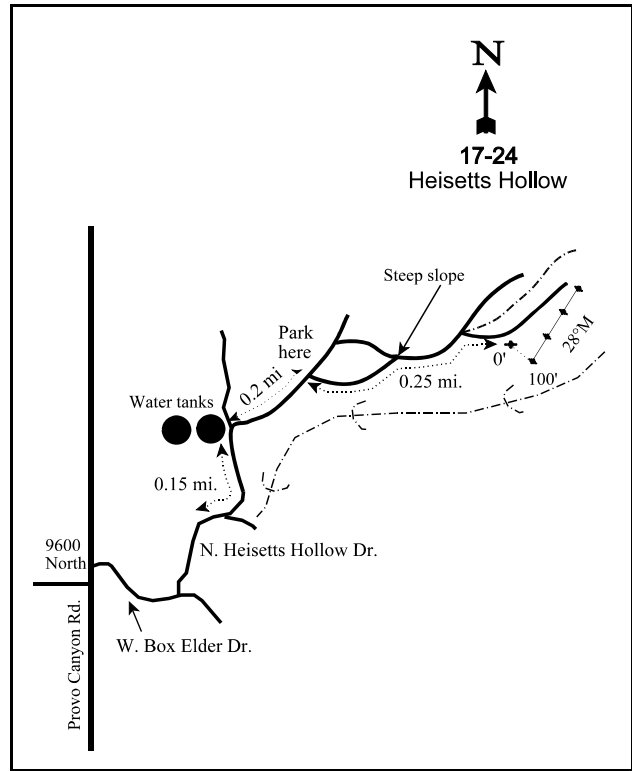 N
17-24
Heisetts Hollow
Steep slope
Park
here
0.2 mi
0.25 mi.
0'
100'
28°M
Water tanks
0.15 mi.
N. Heisetts Hollow Dr.
9600
North
W. Box Elder Dr.
Provo Canyon Rd.